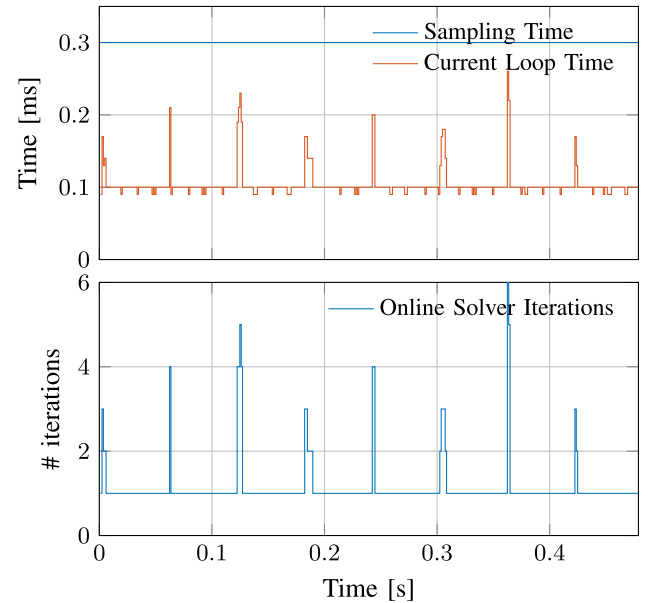 Sampling Time
Current Loop Time
Time [ms]
0.3
0.2
0.1
0
Online Solver Iterations
# iterations
6
4
2
0
0 0.1 0.2 0.3 0.4
Time [s]